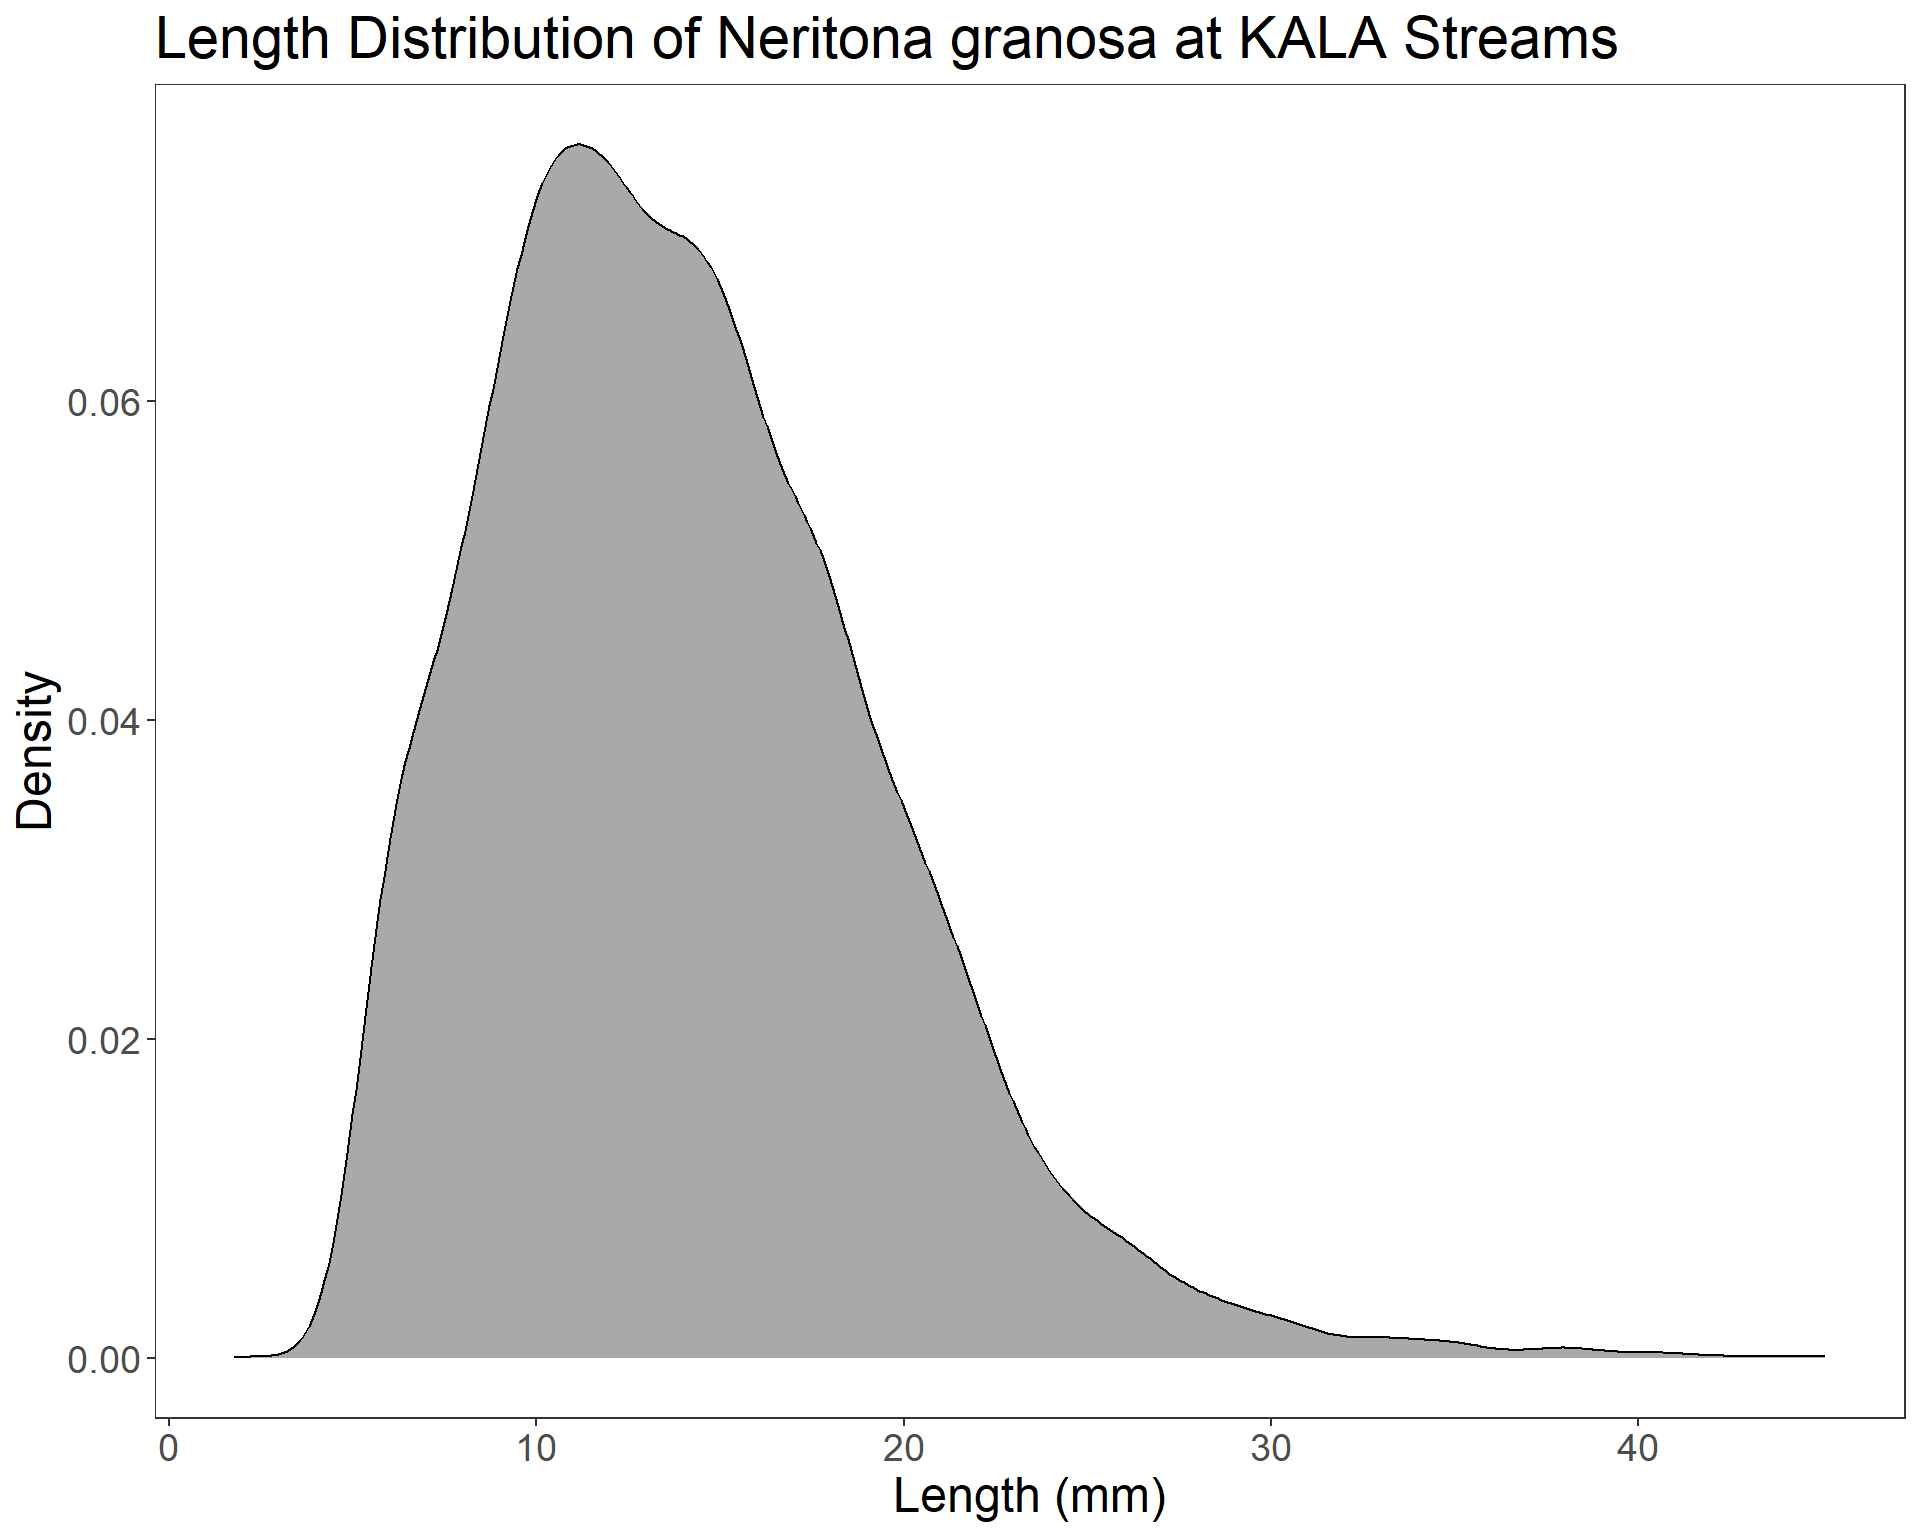 Length Distribution of Neritona granosa at KALA Streams
Density
0.06
0.04
0.02
0.00
0 10 20 30 40
Length (mm)